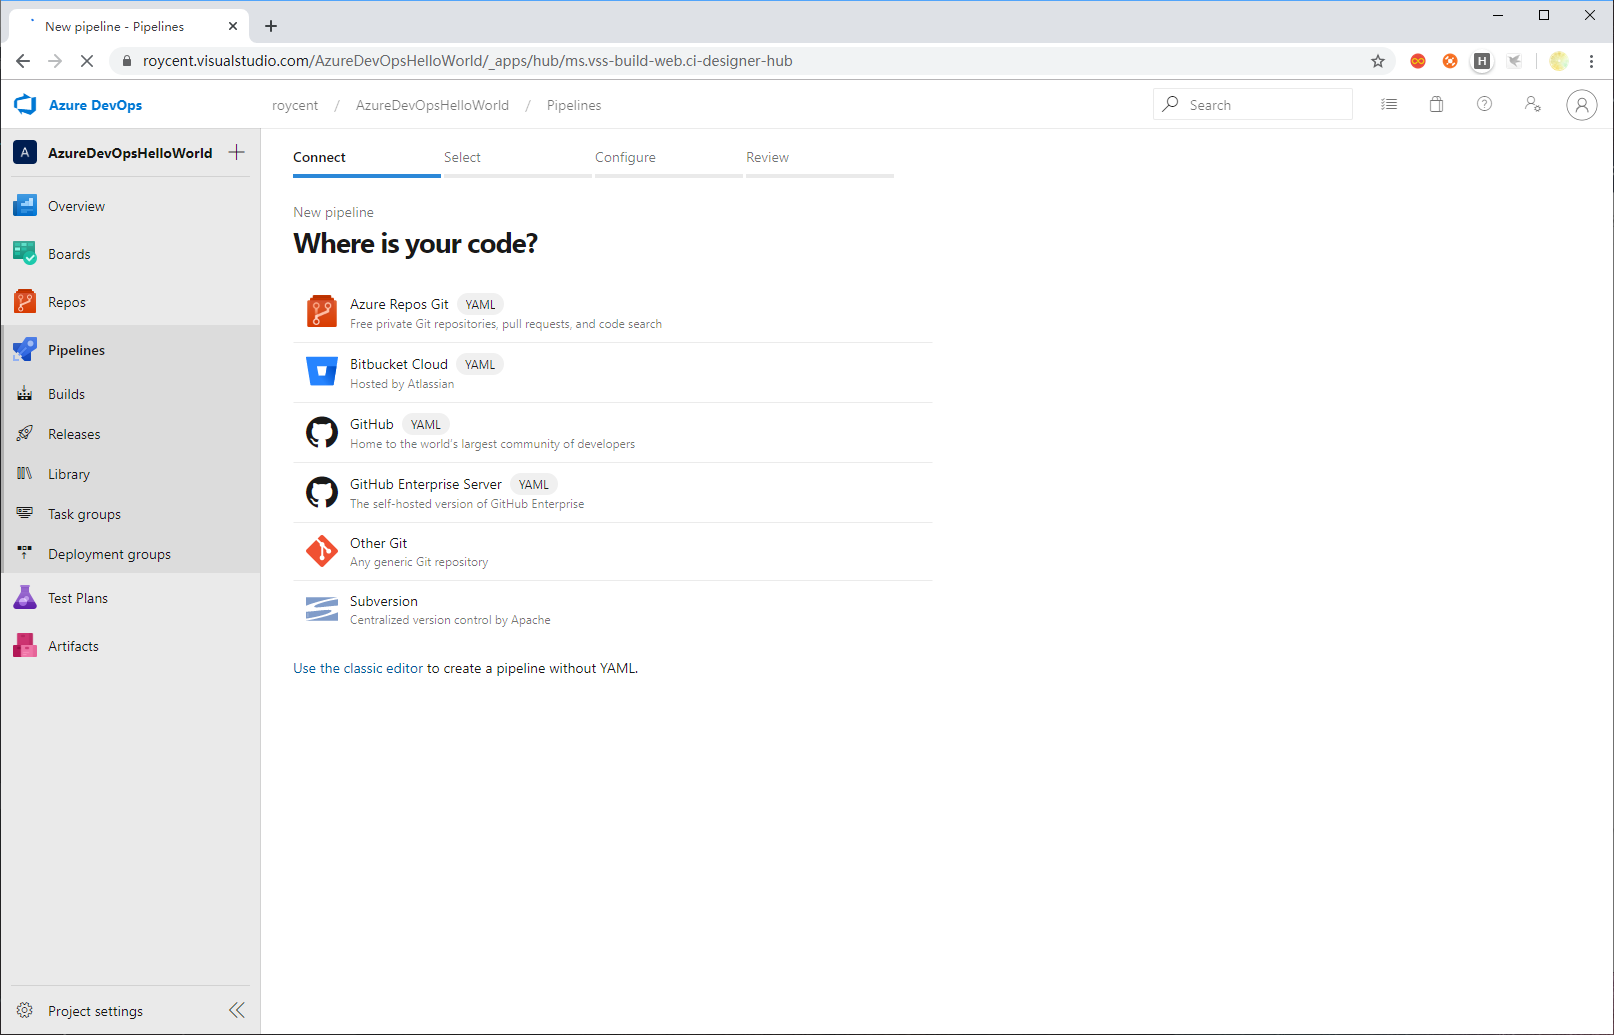 New pipeline - Pipelines
roycent.visualstudio.com/AzureDevOpsHelloWorld/_apps/hub/ms.vss-build-web.ci-designer-hub
H
Azure DevOps
roycent / AzureDevOpsHelloWorld / Pipelines
Search
A AzureDevOpsHelloWorld
Overview
Boards
Repos
Pipelines
Builds
Releases
Library
Task groups
Deployment groups
Test Plans
Artifacts
Project settings
Connect Select Configure Review
New pipeline
Where is your code?
Azure Repos Git YAML
Free private Git repositories, pull requests, and code search
Bitbucket Cloud YAML
Hosted by Atlassian
GitHub YAML
Home to the world's largest community of developers
GitHub Enterprise Server YAML
The self-hosted version of GitHub Enterprise
Other Git
Any generic Git repository
Subversion
Centralized version control by Apache
Use the classic editor to create a pipeline without YAML.